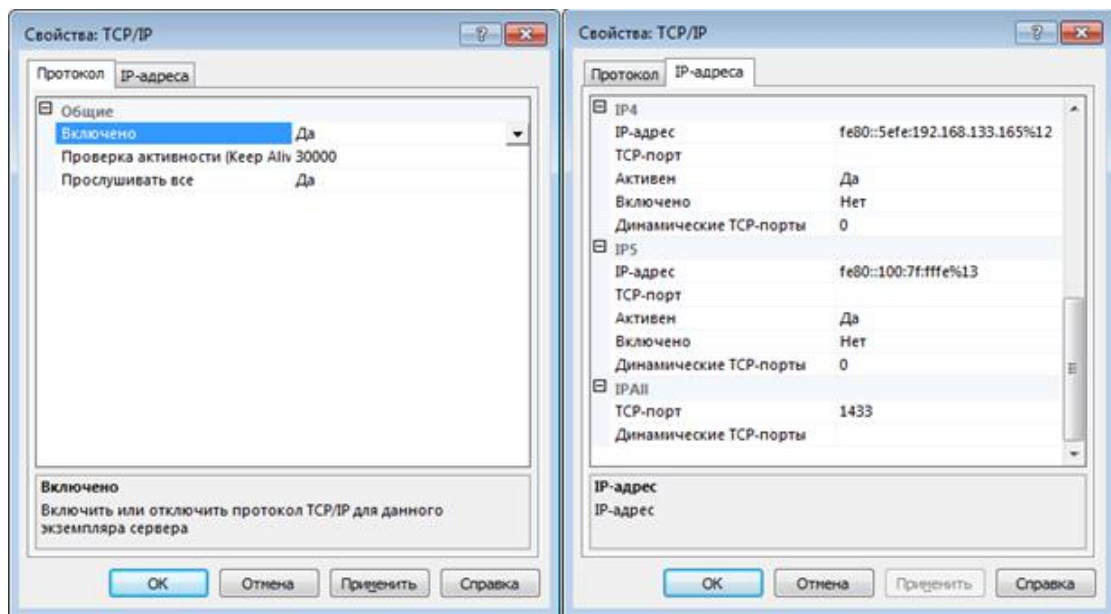 Свойства: TCP/IP
Протокол IP-адреса
Общие
Включено Да
Проверка активности (Keep Aliv 30000
Прослушивать все Да
Включено
Включить или отключить протокол TCP/IP для данного
экземпляра сервера
ОК Отмена Применить Справка
Свойства: TCP/IP
Протокол IP-адреса
IP4
IP-адрес fe80::5efe:192.168.133.165%12
TCP-порт
Активен Да
Включено Нет
Динамические TCP-порты 0
IP5
IP-адрес fe80::100:7f:fffe%13
TCP-порт
Активен Да
Включено Нет
Динамические TCP-порты 0
IPAll
TCP-порт 1433
Динамические TCP-порты
IP-адрес
IP-адрес
ОК Отмена Применить Справка